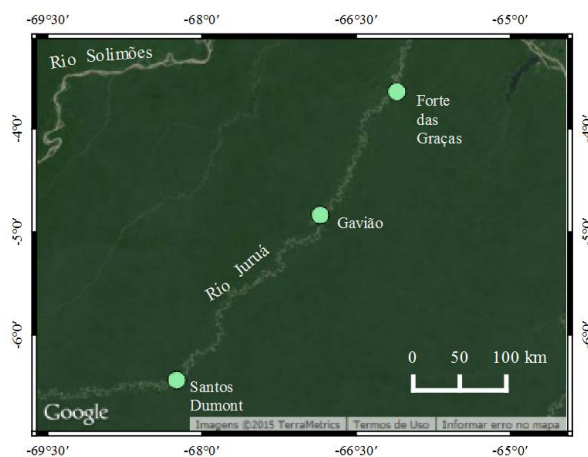 -69°30' -68°0' -66°30' -65°0'
Rio Solimões
Forte
das
Graças
-4°0' -4°0'
Gavião
-5°0' -5°0'
Rio Juruá
-6°0' -6°0'
0 50 100 km
Santos
Dumont
Google
Imagens ©2015 TerraMetrics Termos de Uso Informar erro no mapa
-69°30' -68°0' -66°30' -65°0'